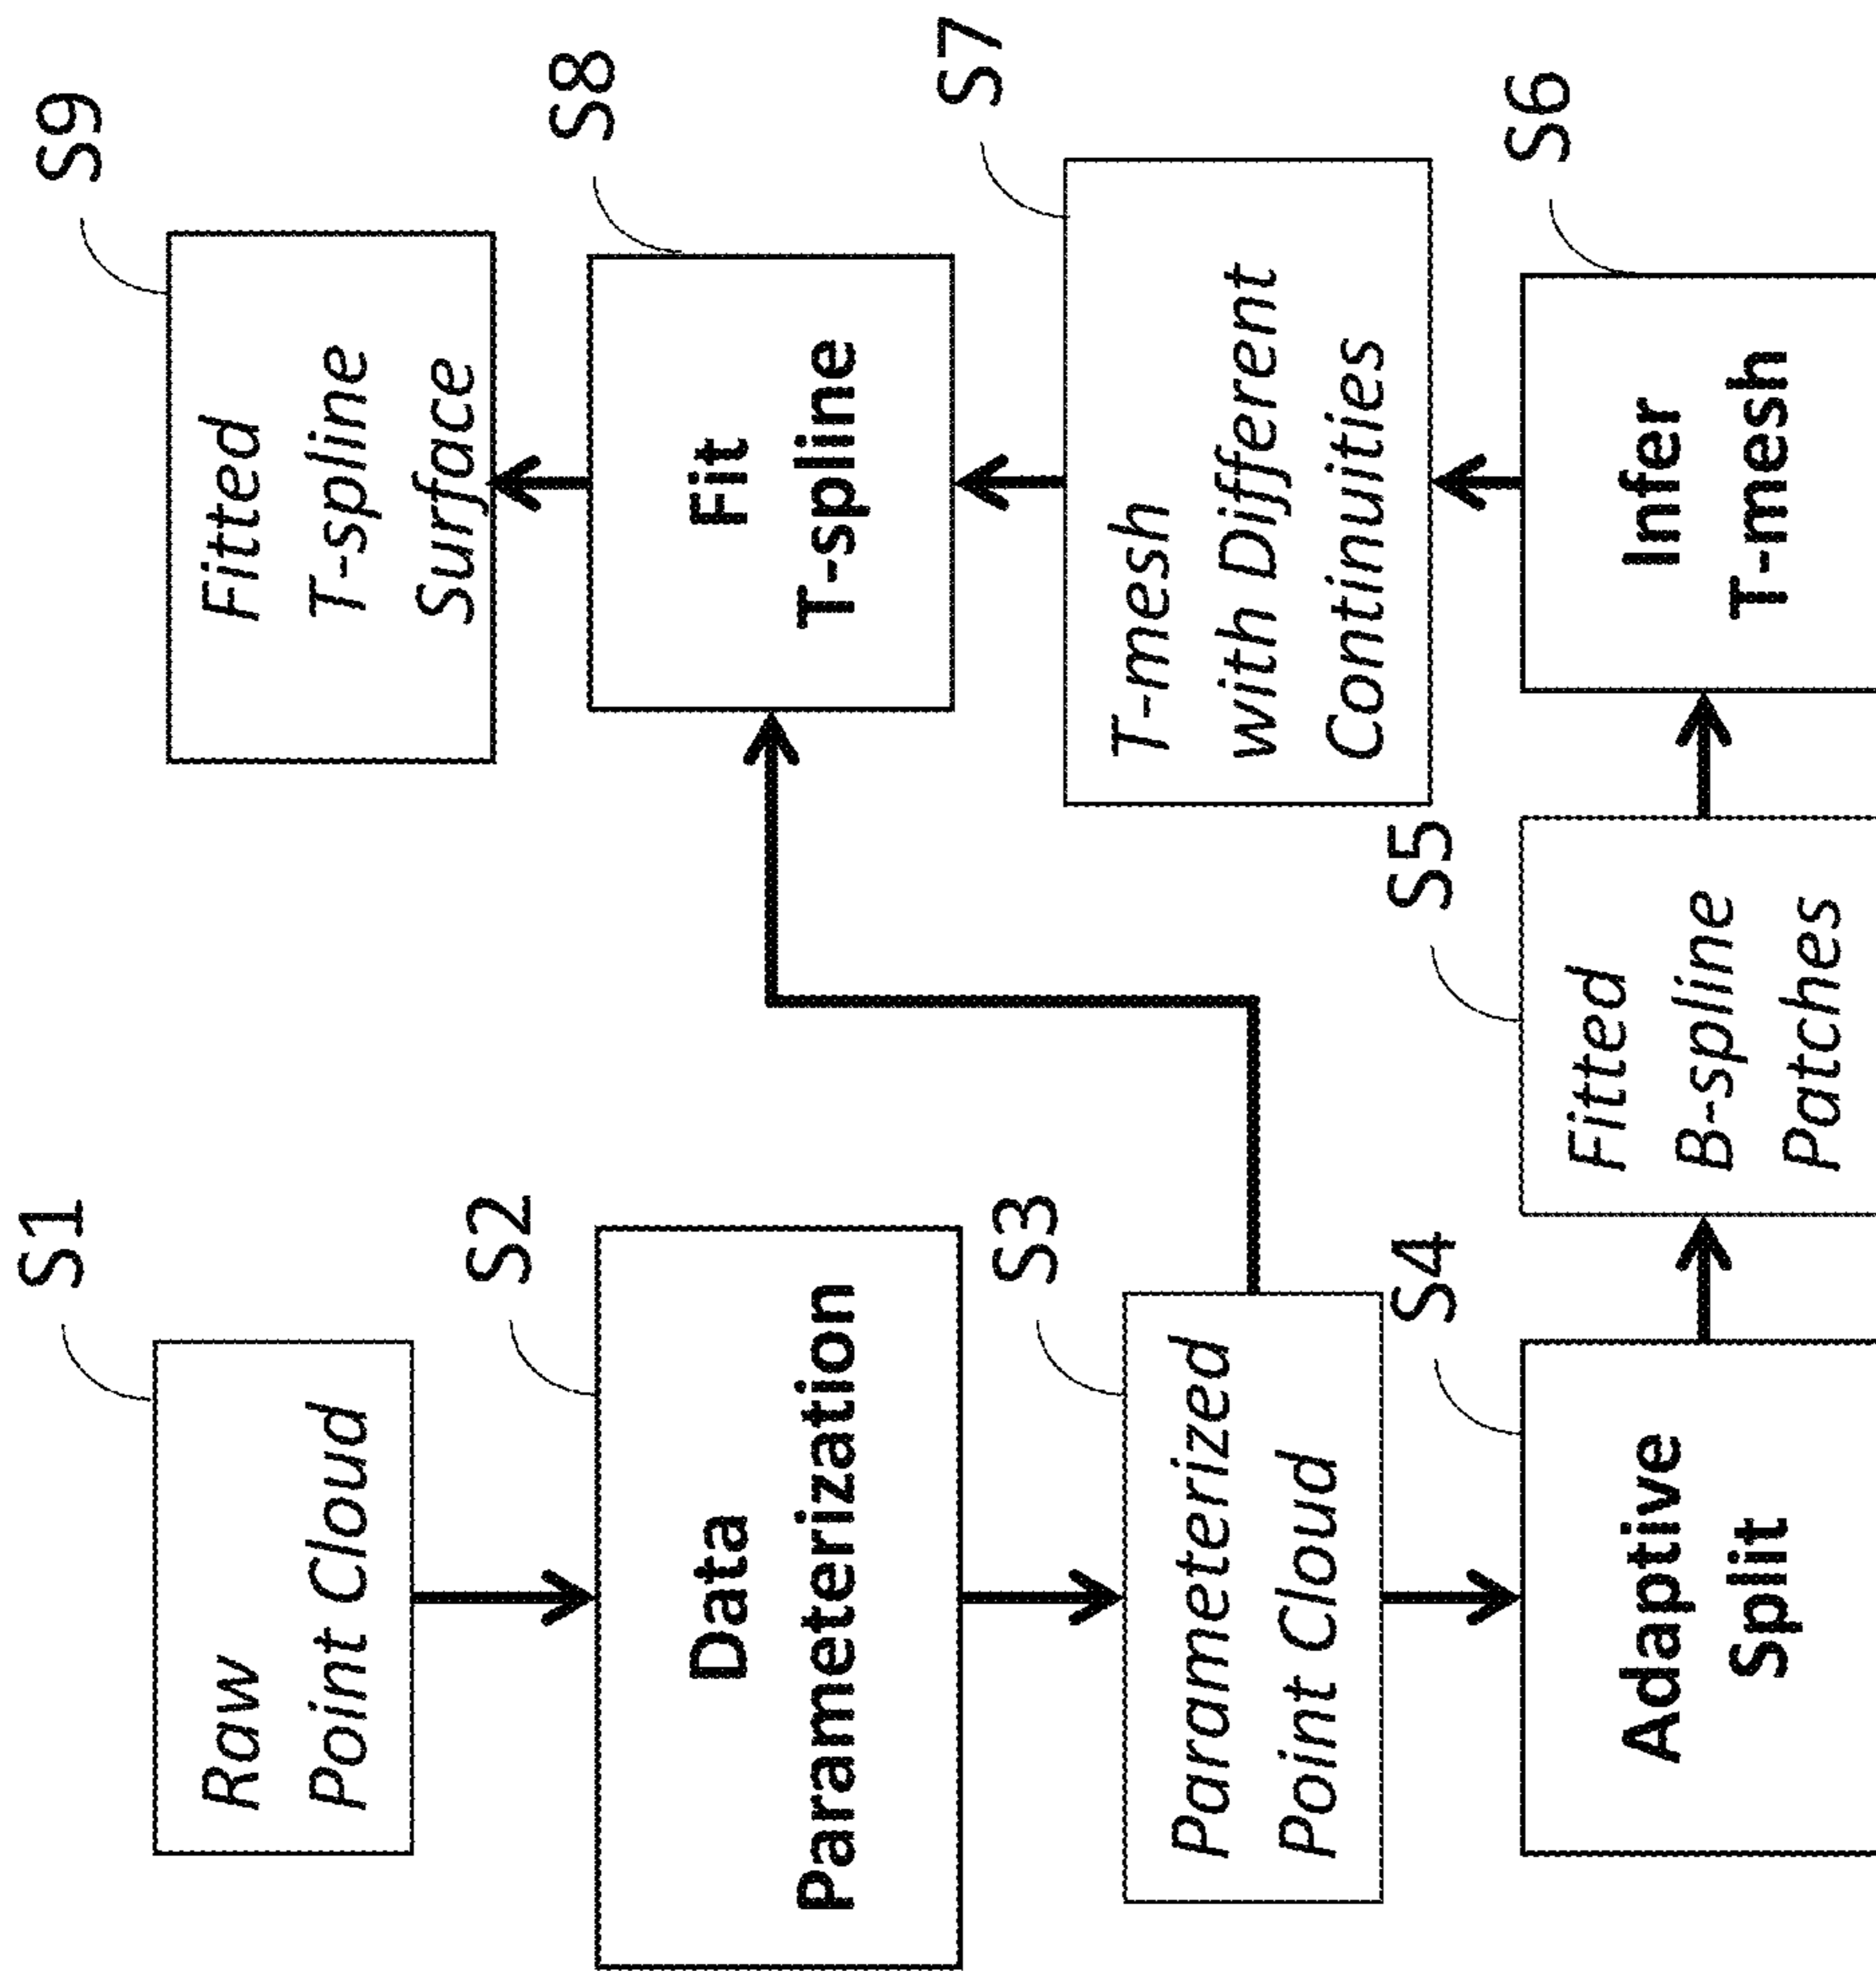 S1
Raw
Point Cloud
S2
Data
Parameterization
S3
Parameterized
Point Cloud
S4
Adaptive
Split
S5
Fitted
B-spline
Patches
S6
Infer
T-mesh
S7
T-mesh
with Different
Continuities
S8
Fit
T-spline
S9
Fitted
T-spline
Surface